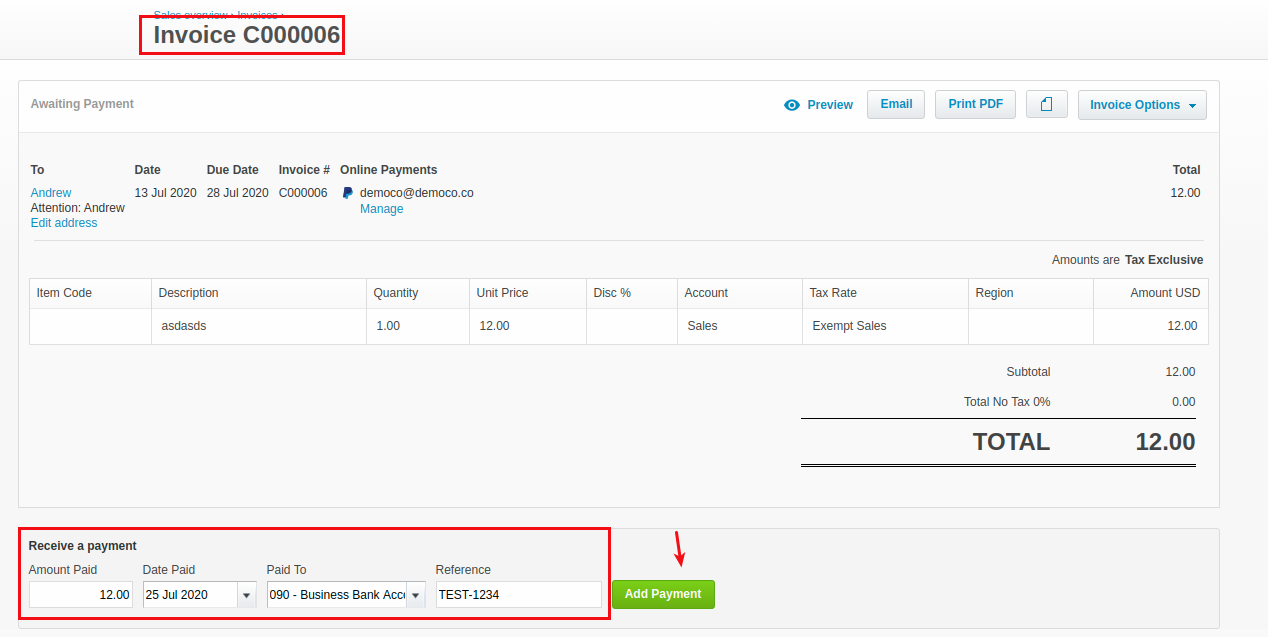 Sales overview › Invoices ›
Invoice C000006
Awaiting Payment
Preview Email Print PDF Invoice Options
To Date Due Date Invoice # Online Payments Total
Andrew 13 Jul 2020 28 Jul 2020 C000006 democo@democo.co 12.00
Attention: Andrew Manage
Edit address
Amounts are Tax Exclusive
Item Code Description Quantity Unit Price Disc % Account Tax Rate Region Amount USD
asdasds 1.00 12.00 Sales Exempt Sales 12.00
Subtotal 12.00
Total No Tax 0% 0.00
TOTAL 12.00
Receive a payment
Amount Paid Date Paid Paid To Reference
12.00 25 Jul 2020 090 - Business Bank Acc TEST-1234 Add Payment